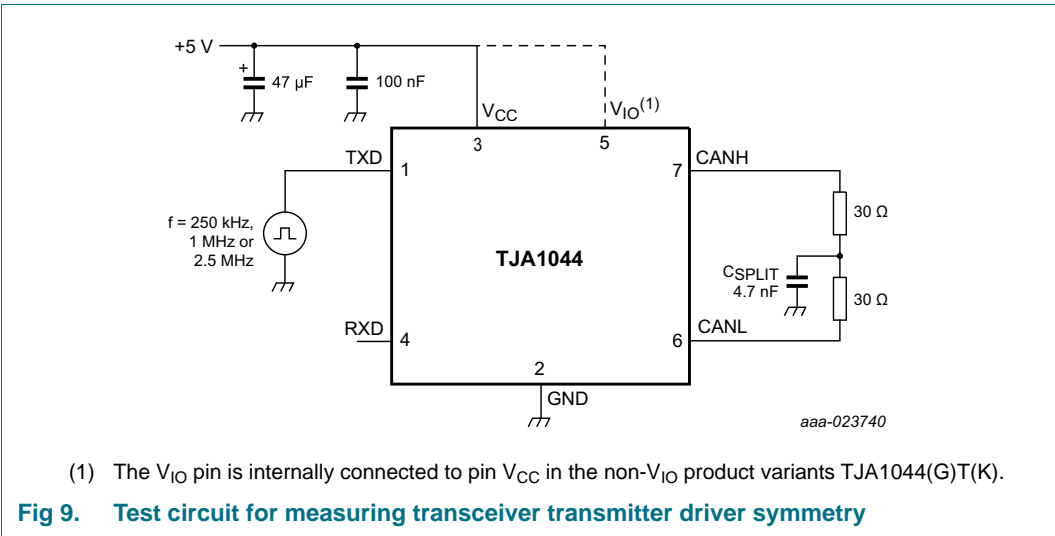 +5 V
+
47 µF
100 nF
VCC
VIO(1)
3
5
TXD
1
7
CANH
f = 250 kHz,
1 MHz or
2.5 MHz
30 Ω
TJA1044
CSPLIT
4.7 nF
30 Ω
RXD
4
6
CANL
2
GND
aaa-023740
(1) The VIO pin is internally connected to pin VCC in the non-VIO product variants TJA1044(G)T(K).
Fig 9. Test circuit for measuring transceiver transmitter driver symmetry